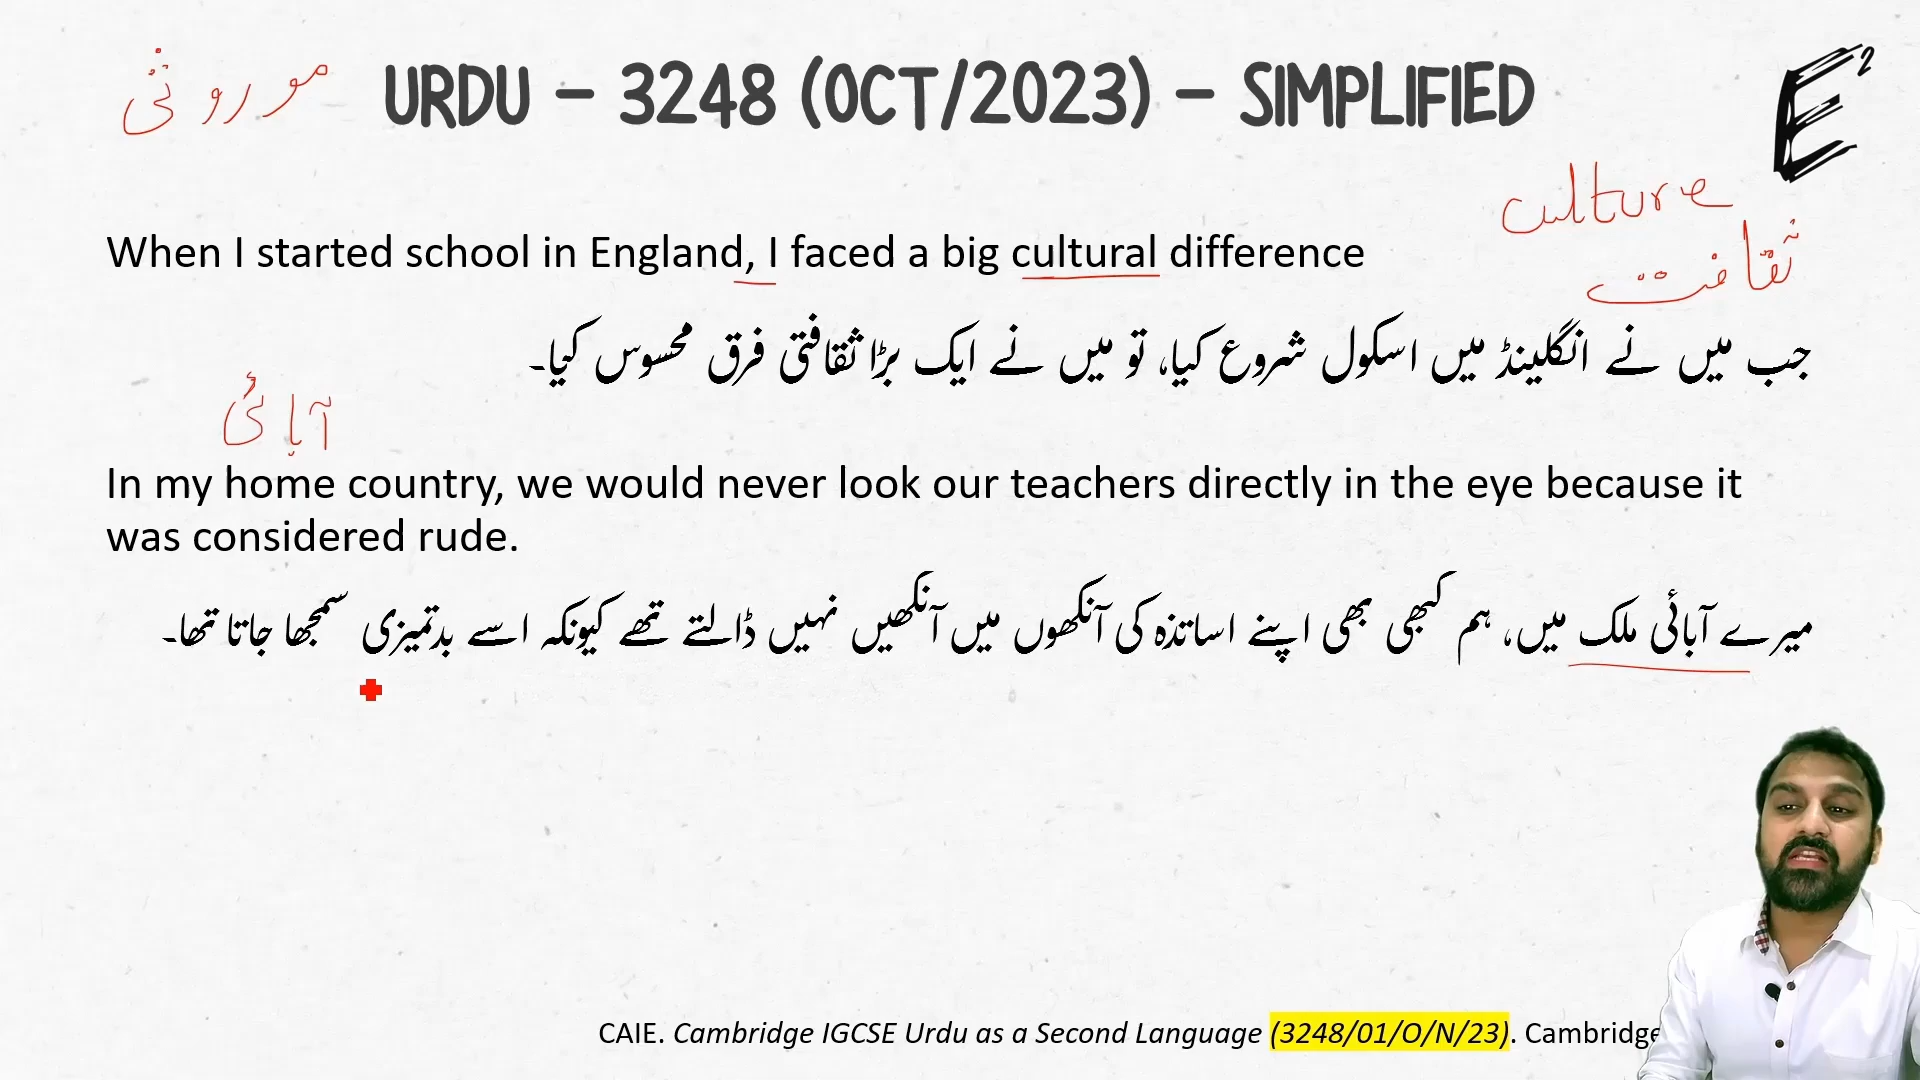 موروثی
URDU – 3248 (OCT/2023) – SIMPLIFIED
E²
culture
ثقافت
When I started school in England, I faced a big cultural difference
جب میں نے انگلینڈ میں اسکول شروع کیا، تو میں نے ایک بڑا ثقافتی فرق محسوس کیا۔
آبائی
In my home country, we would never look our teachers directly in the eye because it
was considered rude.
میرے آبائی ملک میں، ہم کبھی بھی اپنے اساتذہ کی آنکھوں میں آنکھیں نہیں ڈالتے تھے کیونکہ اسے بدتمیزی سمجھا جاتا تھا۔
CAIE. Cambridge IGCSE Urdu as a Second Language (3248/01/O/N/23). Cambridge